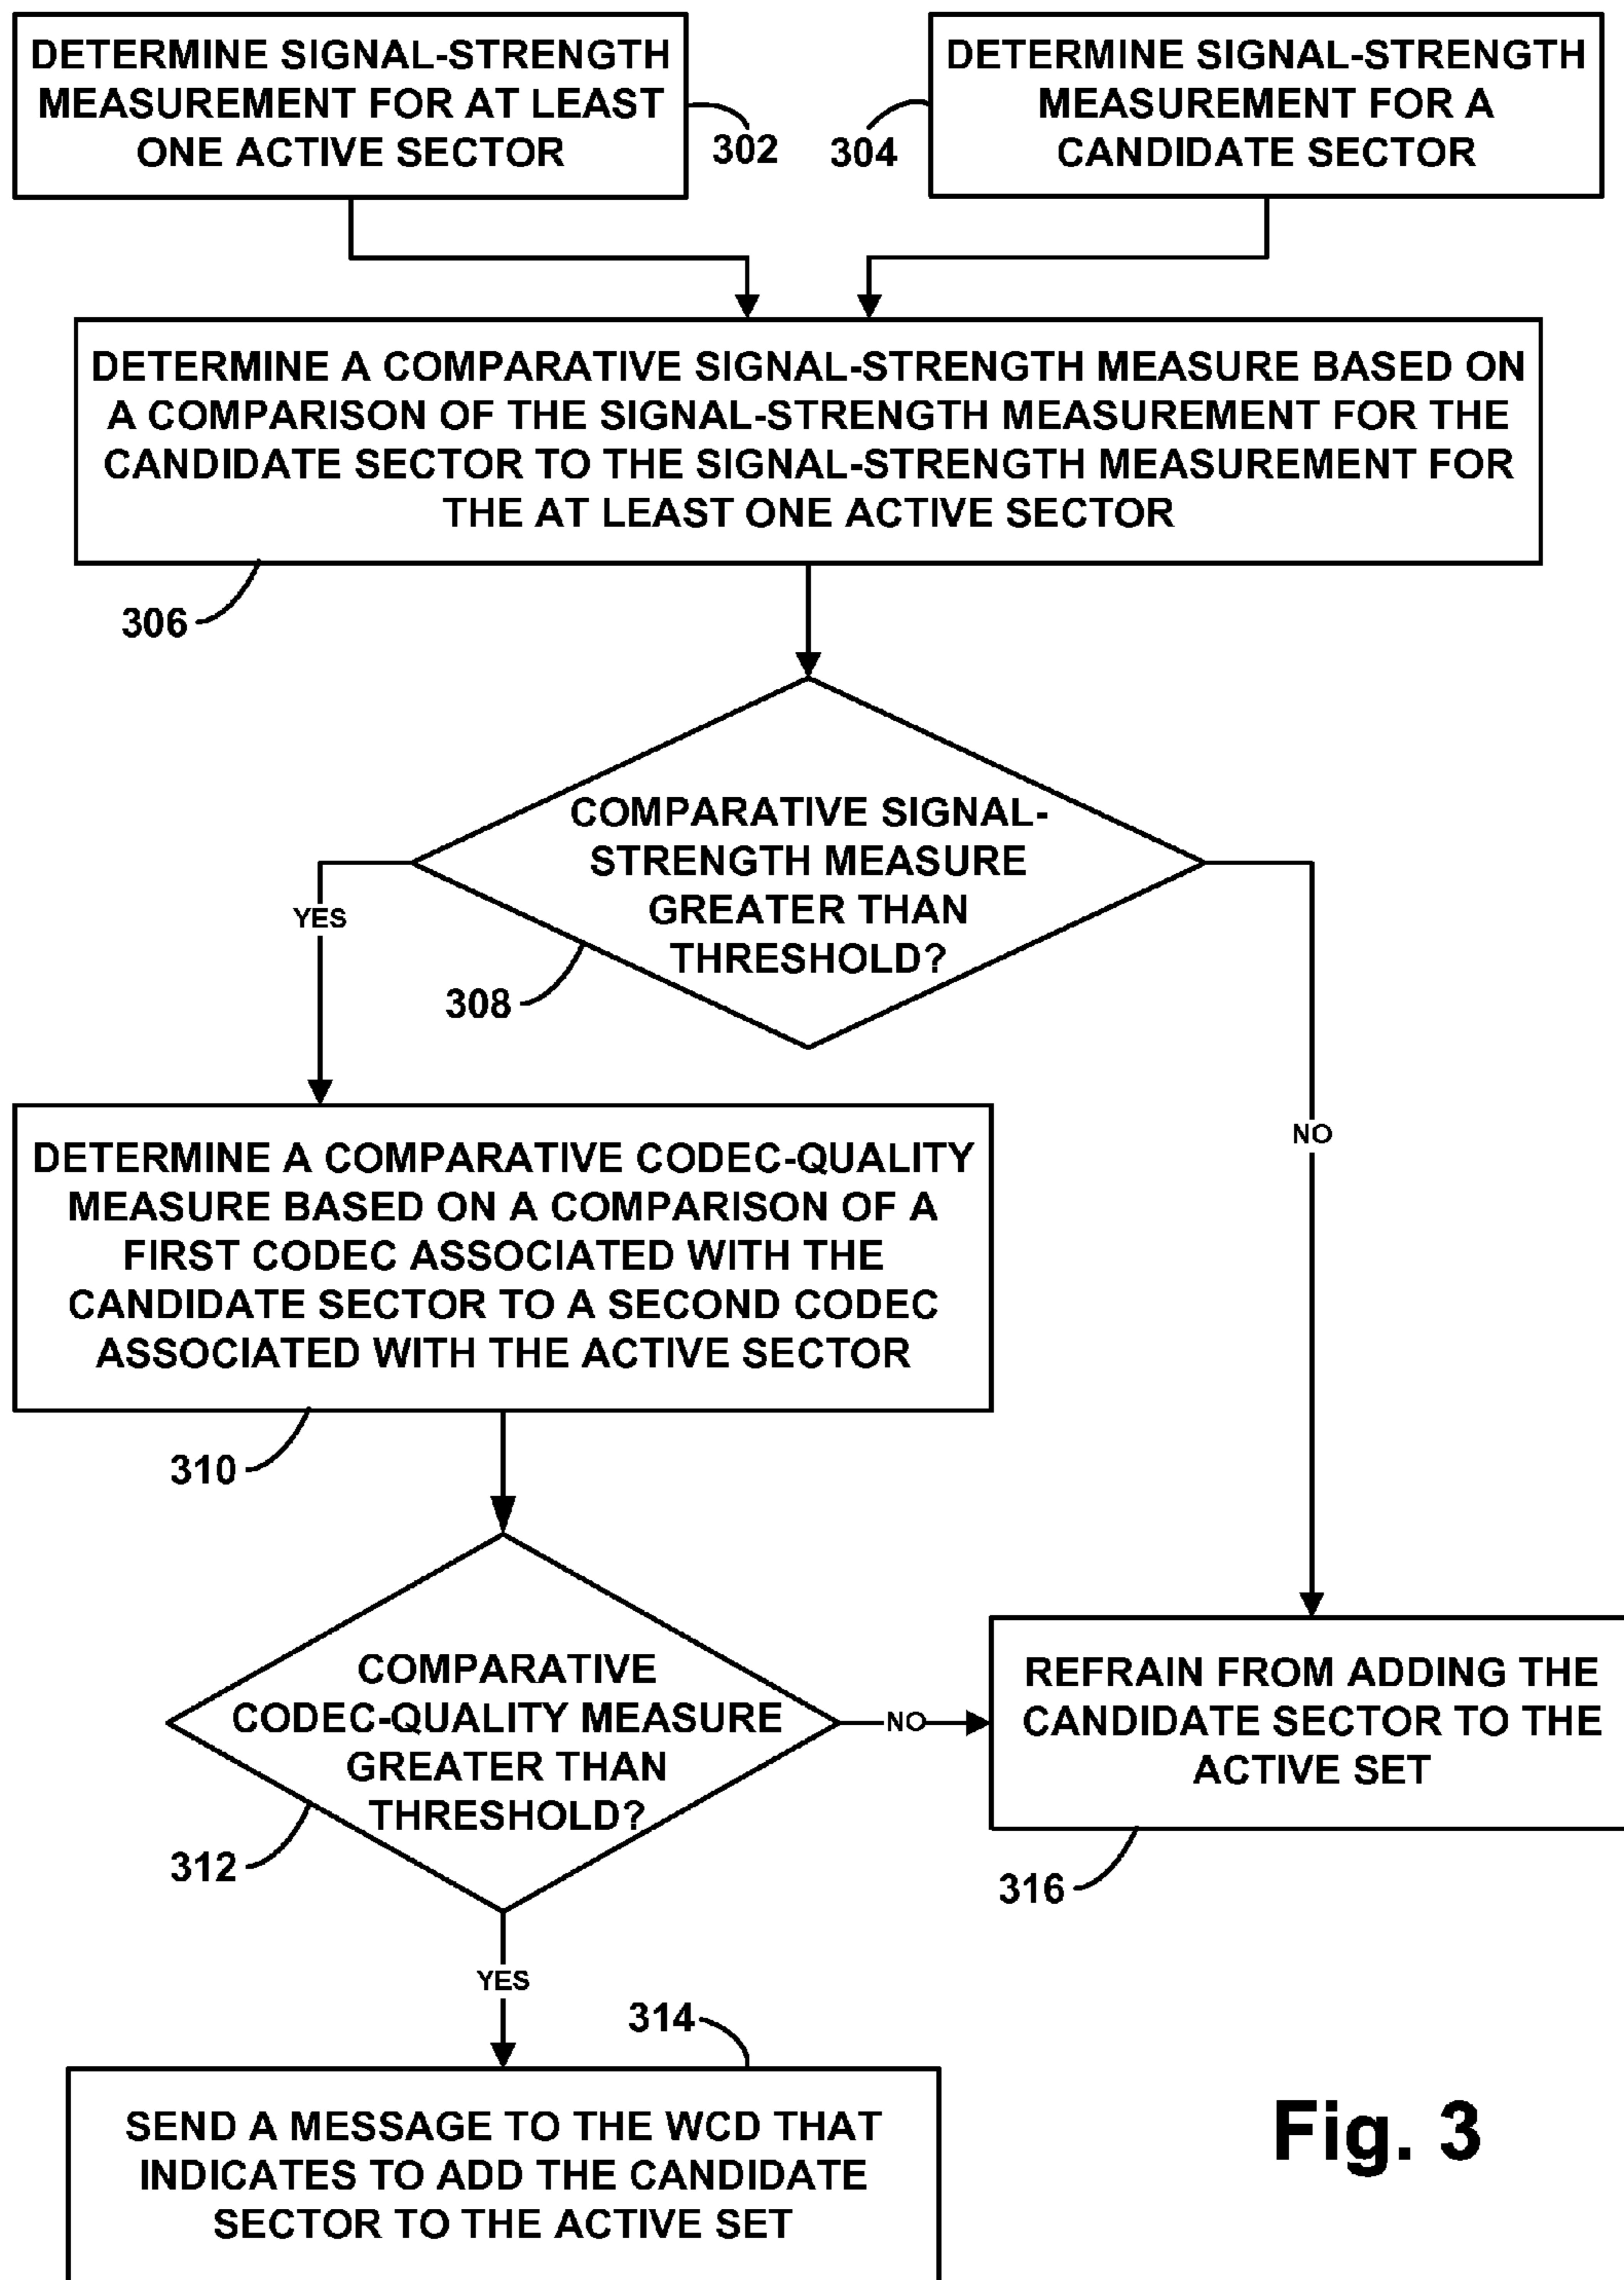 DETERMINE SIGNAL-STRENGTH
MEASUREMENT FOR AT LEAST
ONE ACTIVE SECTOR
302
304
DETERMINE SIGNAL-STRENGTH
MEASUREMENT FOR A
CANDIDATE SECTOR
DETERMINE A COMPARATIVE SIGNAL-STRENGTH MEASURE BASED ON
A COMPARISON OF THE SIGNAL-STRENGTH MEASUREMENT FOR THE
CANDIDATE SECTOR TO THE SIGNAL-STRENGTH MEASUREMENT FOR
THE AT LEAST ONE ACTIVE SECTOR
306
COMPARATIVE SIGNAL-
STRENGTH MEASURE
GREATER THAN
THRESHOLD?
YES
308
NO
DETERMINE A COMPARATIVE CODEC-QUALITY
MEASURE BASED ON A COMPARISON OF A
FIRST CODEC ASSOCIATED WITH THE
CANDIDATE SECTOR TO A SECOND CODEC
ASSOCIATED WITH THE ACTIVE SECTOR
310
COMPARATIVE
CODEC-QUALITY MEASURE
GREATER THAN
THRESHOLD?
NO
312
REFRAIN FROM ADDING THE
CANDIDATE SECTOR TO THE
ACTIVE SET
316
YES
314
SEND A MESSAGE TO THE WCD THAT
INDICATES TO ADD THE CANDIDATE
SECTOR TO THE ACTIVE SET
Fig. 3